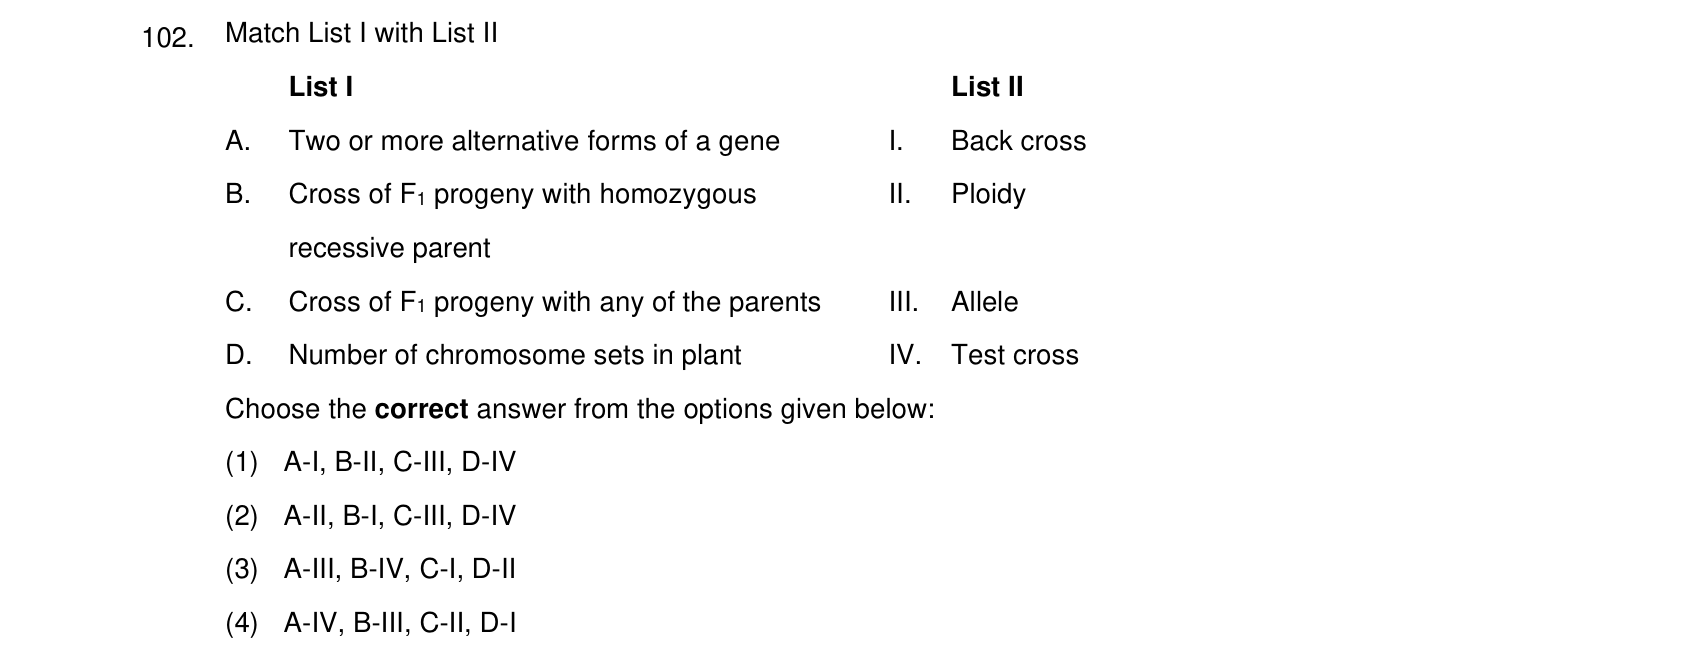 102. Match List I with List II
List I List II
A. Two or more alternative forms of a gene I. Back cross
B. Cross of F₁ progeny with homozygous II. Ploidy
recessive parent
C. Cross of F₁ progeny with any of the parents III. Allele
D. Number of chromosome sets in plant IV. Test cross
Choose the correct answer from the options given below:
(1) A-I, B-II, C-III, D-IV
(2) A-II, B-I, C-III, D-IV
(3) A-III, B-IV, C-I, D-II
(4) A-IV, B-III, C-II, D-I